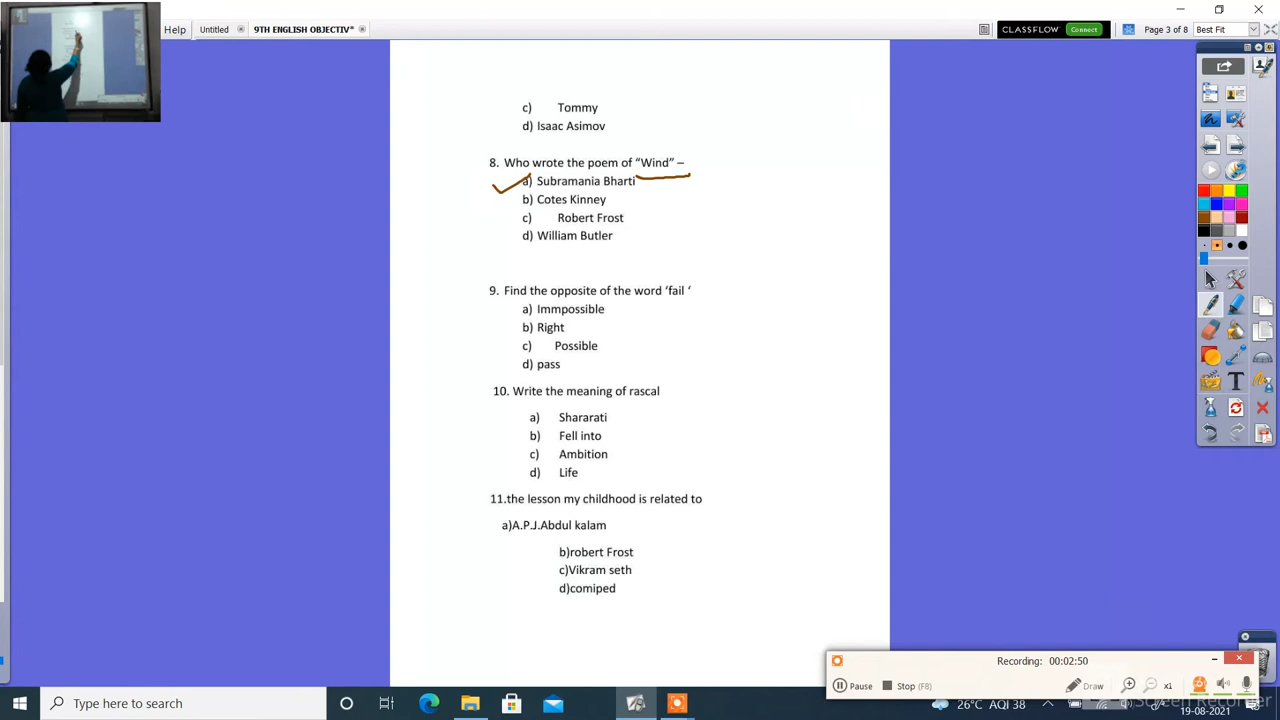 Help
Untitled
9TH ENGLISH OBJECTIV*
CLASSFLOW
Connect
Page 3 of 8
Best Fit
c) Tommy
d) Isaac Asimov
8. Who wrote the poem of “Wind” –
a) Subramania Bharti
b) Cotes Kinney
c) Robert Frost
d) William Butler
9. Find the opposite of the word ‘fail ‘
a) Immpossible
b) Right
c) Possible
d) pass
10. Write the meaning of rascal
a) Shararati
b) Fell into
c) Ambition
d) Life
11.the lesson my childhood is related to
a)A.P.J.Abdul kalam
b)robert Frost
c)Vikram seth
d)comiped
Recording: 00:02:50
Pause
Stop (F8)
Draw
x1
Type here to search
26°C AQI 38
19-08-2021
Screen Recorder